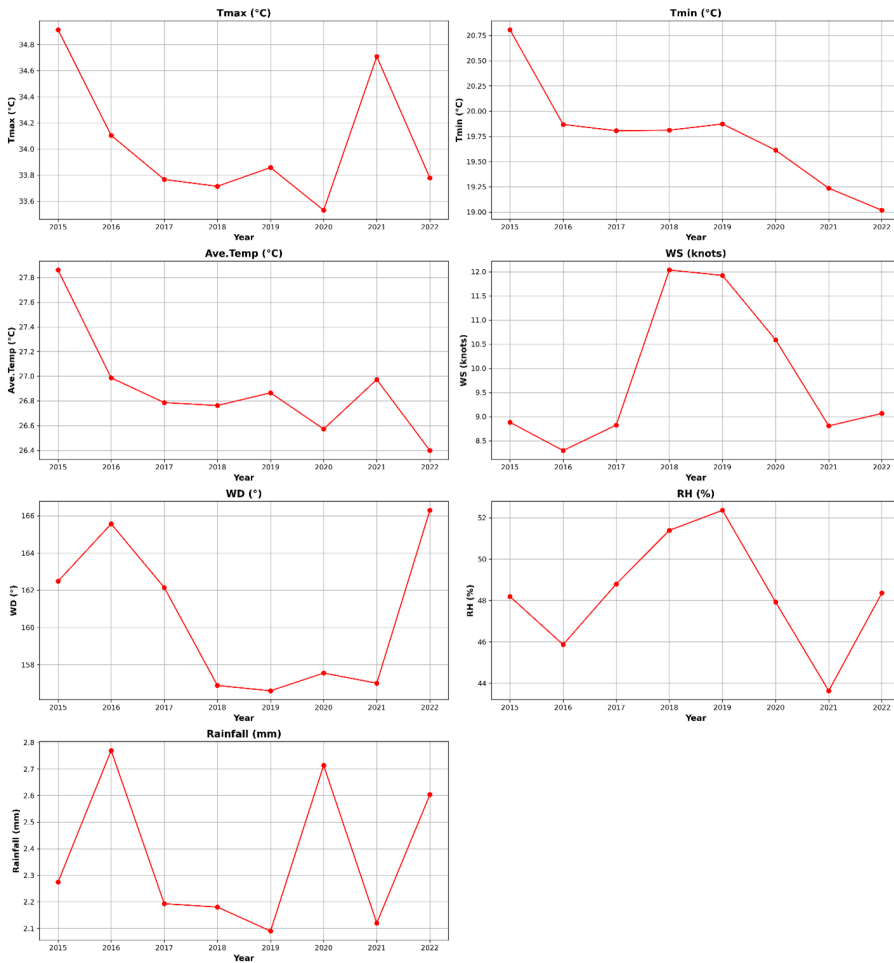 Tmax (°C)
34.8
34.6
34.4
34.2
34.0
33.8
33.6
Tmax (°C)
2015 2016 2017 2018 2019 2020 2021 2022
Year
Tmin (°C)
20.75
20.50
20.25
20.00
19.75
19.50
19.25
19.00
Tmin (°C)
2015 2016 2017 2018 2019 2020 2021 2022
Year
Ave.Temp (°C)
27.8
27.6
27.4
27.2
27.0
26.8
26.6
26.4
Ave.Temp (°C)
2015 2016 2017 2018 2019 2020 2021 2022
Year
WS (knots)
12.0
11.5
11.0
10.5
10.0
9.5
9.0
8.5
WS (knots)
2015 2016 2017 2018 2019 2020 2021 2022
Year
WD (°)
166
164
162
160
158
WD (°)
2015 2016 2017 2018 2019 2020 2021 2022
Year
RH (%)
52
50
48
46
44
RH (%)
2015 2016 2017 2018 2019 2020 2021 2022
Year
Rainfall (mm)
2.8
2.7
2.6
2.5
2.4
2.3
2.2
2.1
Rainfall (mm)
2015 2016 2017 2018 2019 2020 2021 2022
Year